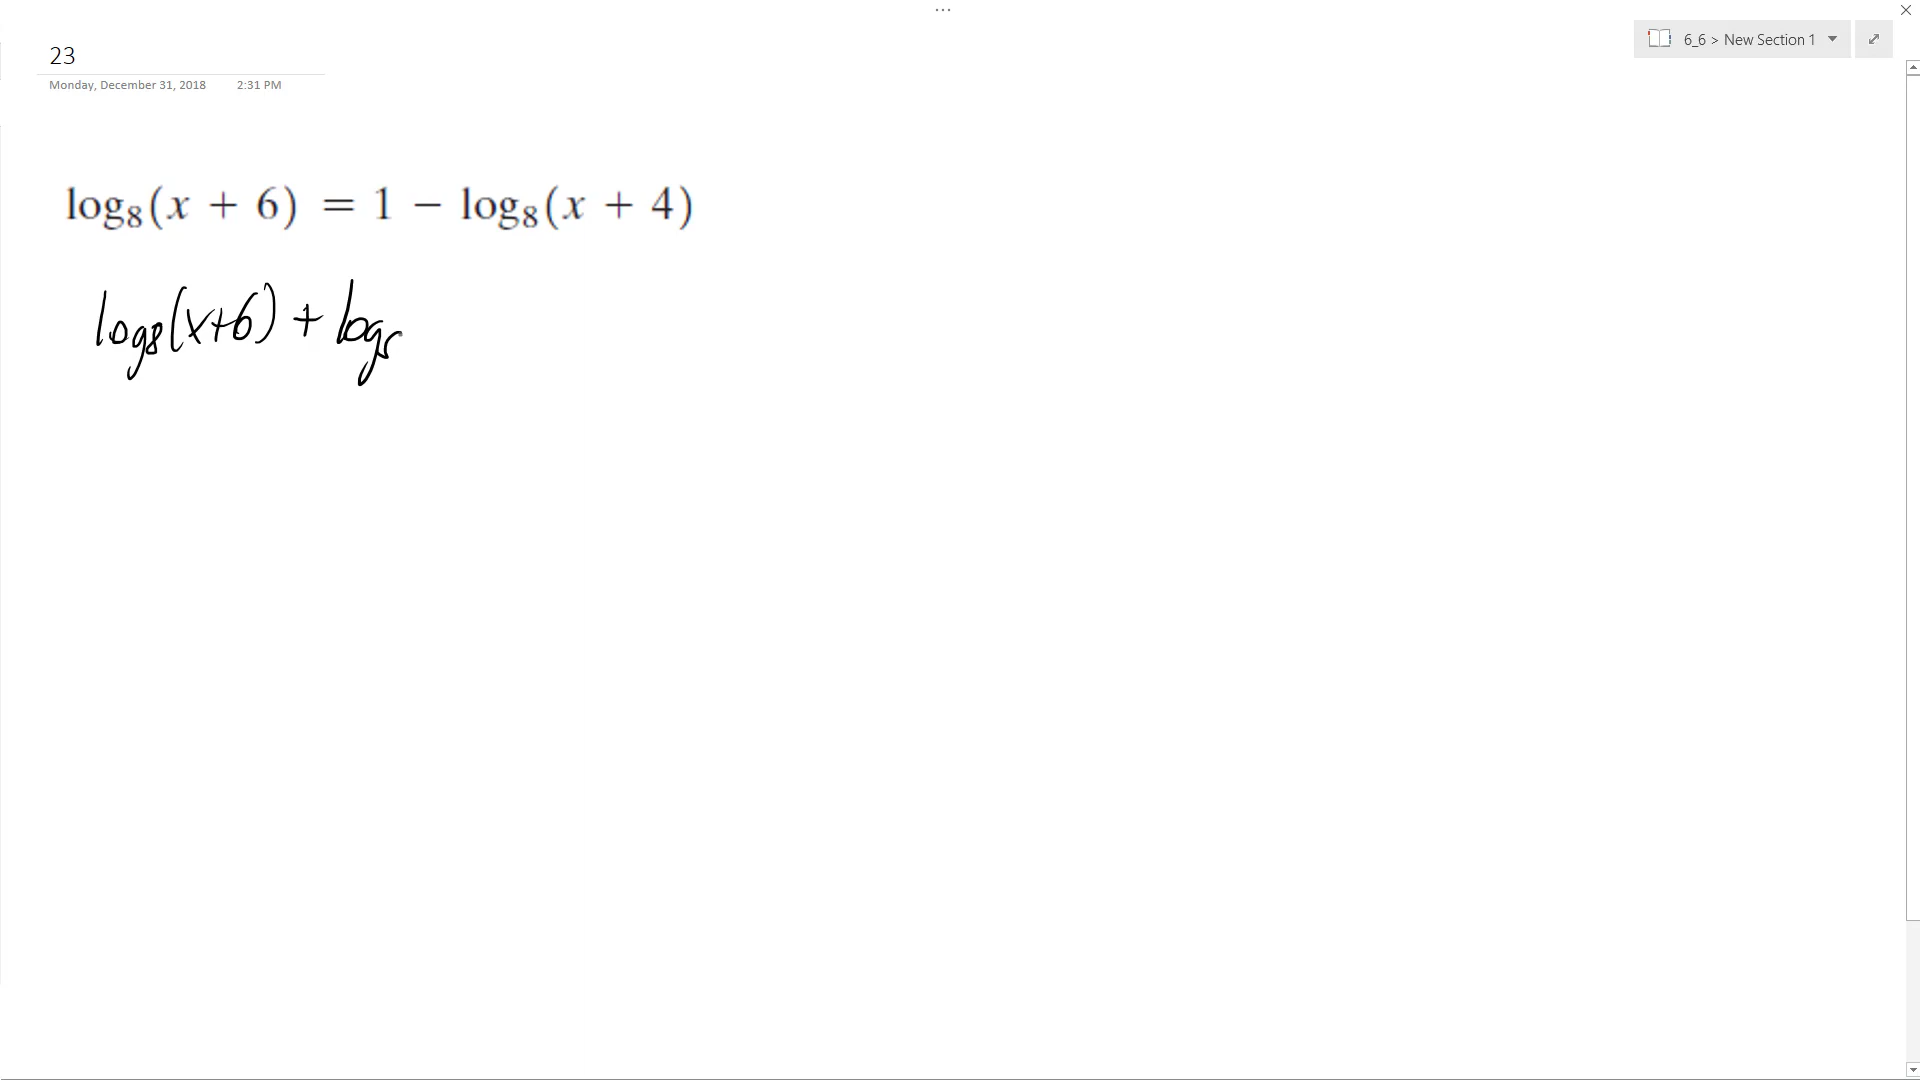 ...
6_6 > New Section 1
23
Monday, December 31, 2018 2:31 PM
log₈(x + 6) = 1 − log₈(x + 4)
log₈(x+6) + log